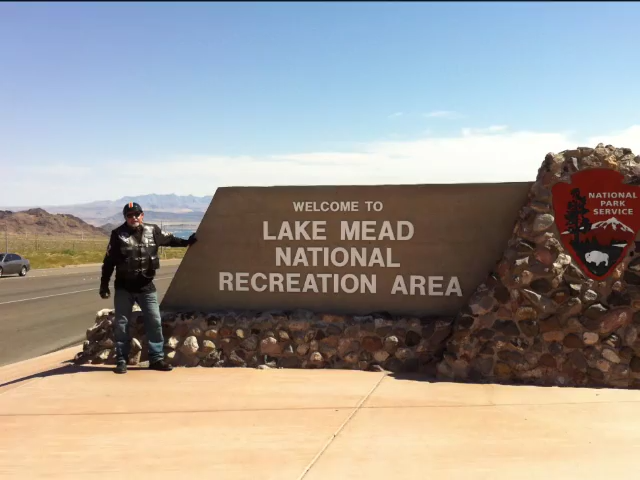 WELCOME TO
LAKE MEAD
NATIONAL
RECREATION AREA
NATIONAL
PARK
SERVICE